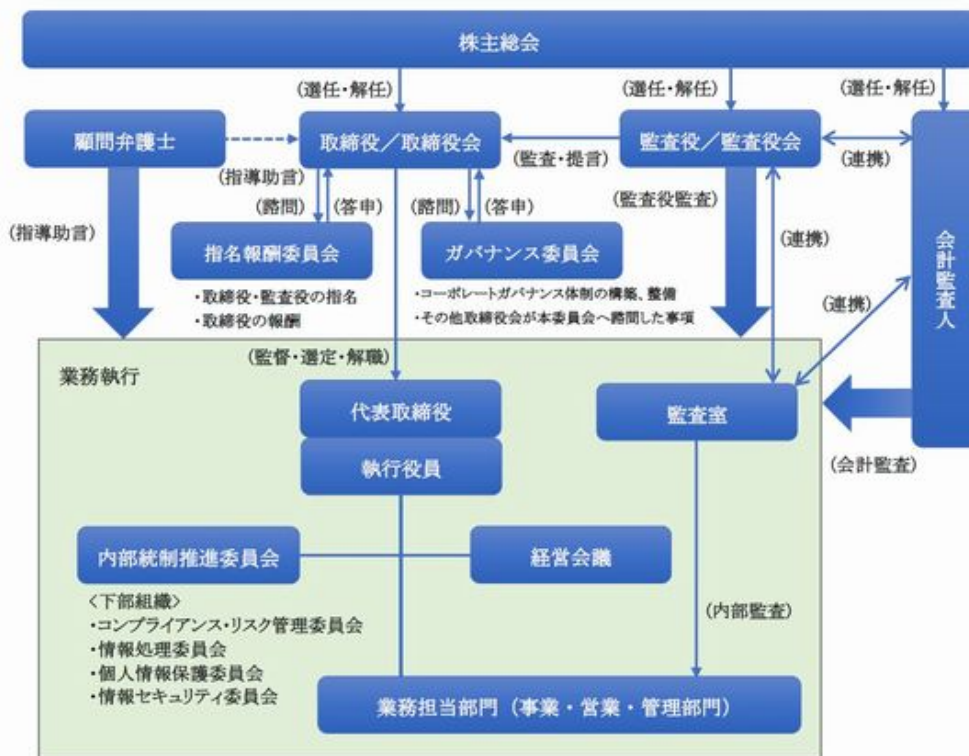 株主総会
(選任・解任)
(選任・解任)
(選任・解任)
顧問弁護士
取締役／取締役会
監査役／監査役会
(監査・提言)
(連携)
(指導助言)
(諮問)
(答申)
(諮問)
(答申)
(監査役監査)
(指導助言)
指名報酬委員会
ガバナンス委員会
(連携)
会計監査人
・取締役・監査役の指名
・取締役の報酬
・コーポレートガバナンス体制の構築、整備
・その他取締役会が本委員会へ諮問した事項
(連携)
(監督・選定・解職)
業務執行
代表取締役
監査室
執行役員
(会計監査)
内部統制推進委員会
経営会議
〈下部組織〉
・コンプライアンス・リスク管理委員会
・情報処理委員会
・個人情報保護委員会
・情報セキュリティ委員会
(内部監査)
業務担当部門（事業・営業・管理部門）